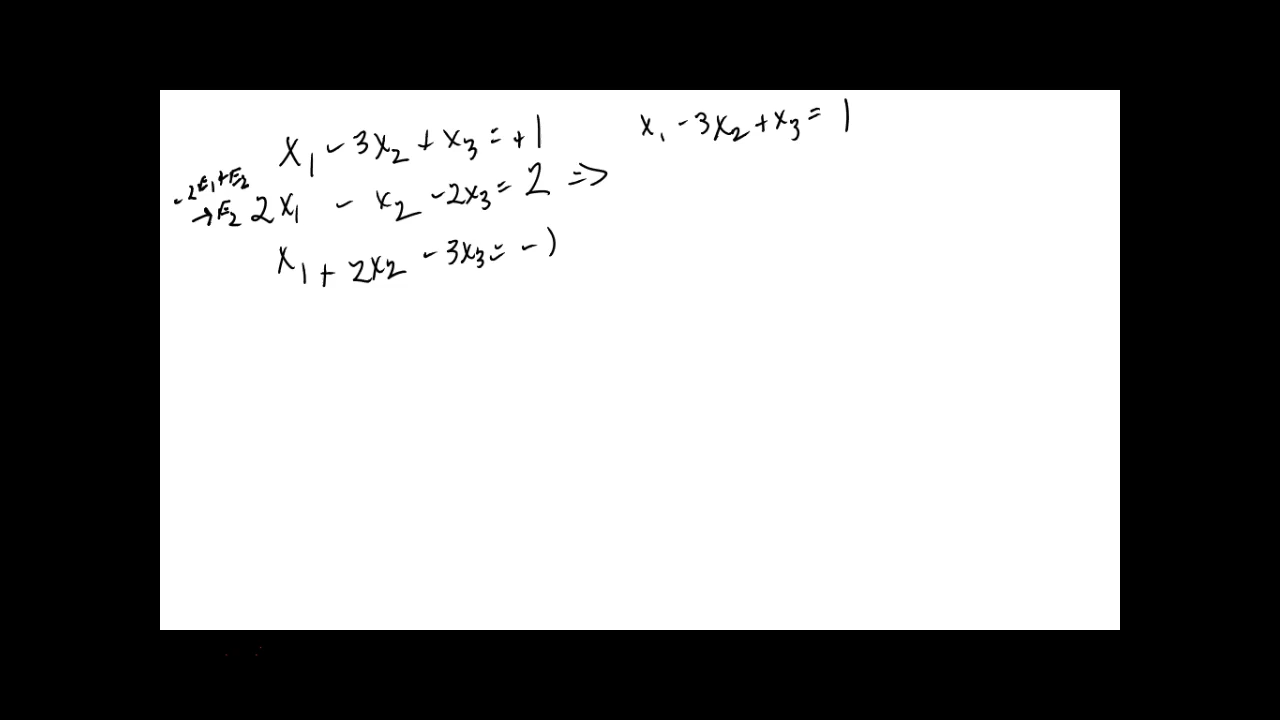 x₁ - 3x₂ + x₃ = +1
-2E₁+E₂
→E₂ 2x₁ - x₂ - 2x₃ = 2 ⇒
x₁ + 2x₂ - 3x₃ = -1
x₁ - 3x₂ + x₃ = 1